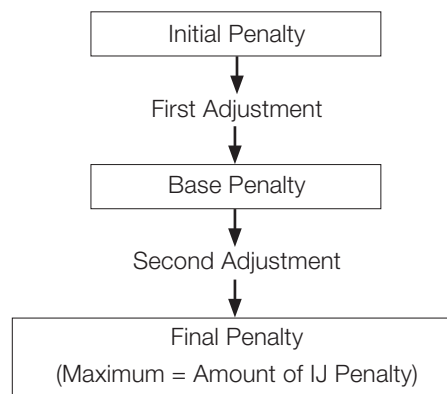 Initial Penalty
First Adjustment
Base Penalty
Second Adjustment
Final Penalty
(Maximum = Amount of IJ Penalty)